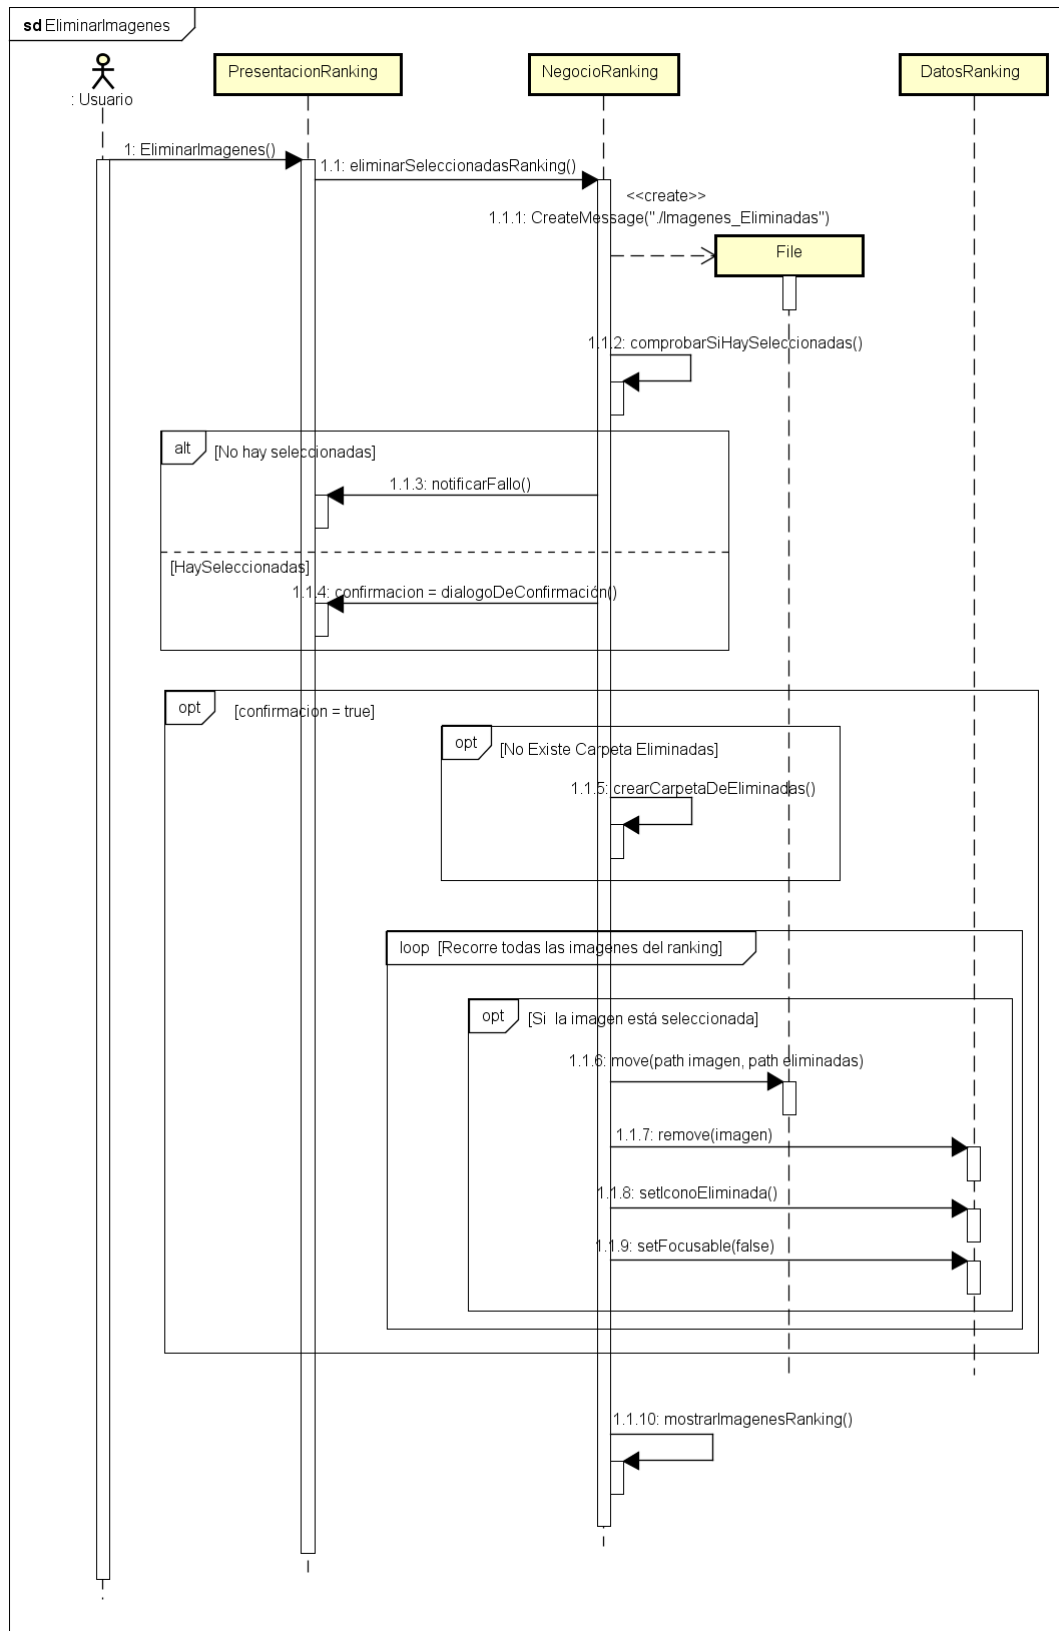 sd EliminarImagenes
: Usuario
PresentacionRanking
NegocioRanking
DatosRanking
1: EliminarImagenes()
1.1: eliminarSeleccionadasRanking()
<<create>>
1.1.1: CreateMessage("./Imagenes_Eliminadas")
File
1.1.2: comprobarSiHaySeleccionadas()
alt
[No hay seleccionadas]
1.1.3: notificarFallo()
[HaySeleccionadas]
1.1.4: confirmacion = dialogoDeConfirmación()
opt
[confirmacion = true]
opt
[No Existe Carpeta Eliminadas]
1.1.5: crearCarpetaDeEliminadas()
loop [Recorre todas las imagenes del ranking]
opt
[Si la imagen está seleccionada]
1.1.6: move(path imagen, path eliminadas)
1.1.7: remove(imagen)
1.1.8: setIconoEliminada()
1.1.9: setFocusable(false)
1.1.10: mostrarImagenesRanking()